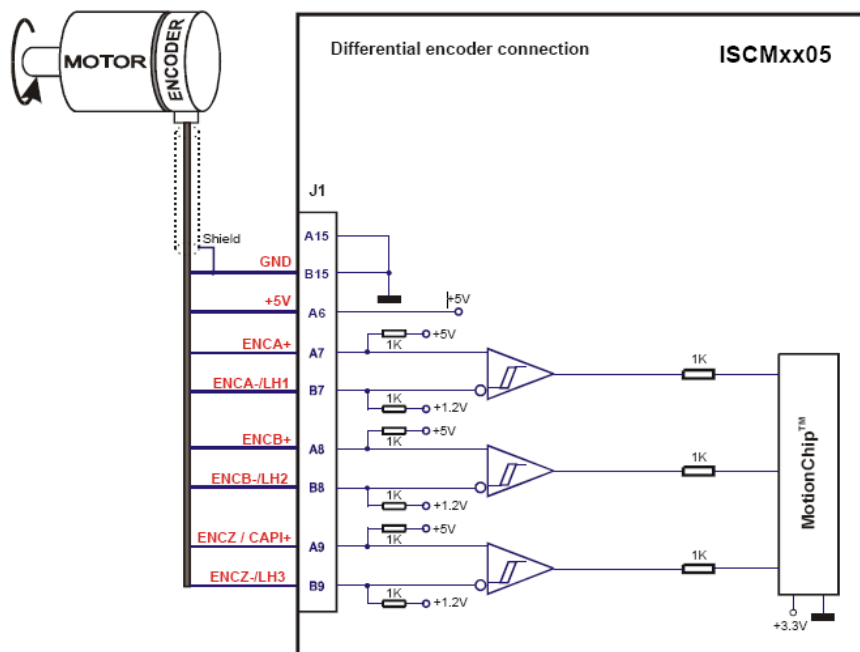 MOTOR
ENCODER
Differential encoder connection
ISCMxx05
J1
Shield
GND
+5V
ENCA+
ENCA-/LH1
ENCB+
ENCB-/LH2
ENCZ / CAPI+
ENCZ-/LH3
A15
B15
A6
A7
B7
A8
B8
A9
B9
+5V
+5V
1K
1K
+1.2V
+5V
1K
1K
+1.2V
+5V
1K
1K
+1.2V
1K
1K
1K
MotionChip™
+3.3V